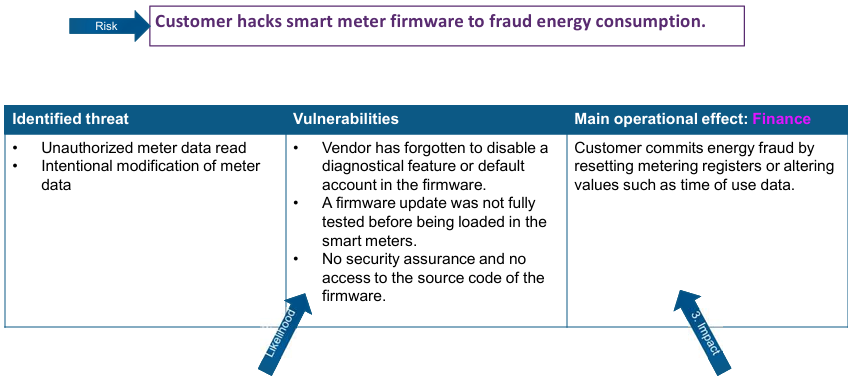 Risk
Customer hacks smart meter firmware to fraud energy consumption.
Identified threat
• Unauthorized meter data read
• Intentional modification of meter
data
Vulnerabilities
• Vendor has forgotten to disable a
diagnostical feature or default
account in the firmware.
• A firmware update was not fully
tested before being loaded in the
smart meters.
• No security assurance and no
access to the source code of the
firmware.
Main operational effect: Finance
Customer commits energy fraud by
resetting metering registers or altering
values such as time of use data.
Likelihood
3. Impact